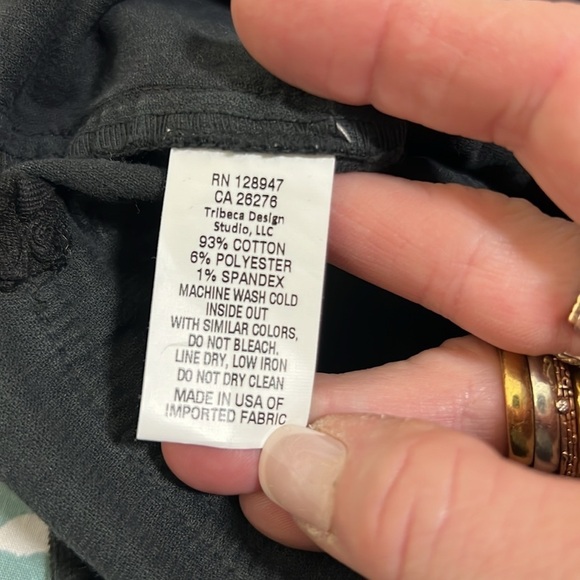 RN 128947
CA 26276
Tribeca Design
Studio, LLC
93% COTTON
6% POLYESTER
1% SPANDEX
MACHINE WASH COLD
INSIDE OUT
WITH SIMILAR COLORS,
DO NOT BLEACH.
LINE DRY, LOW IRON
DO NOT DRY CLEAN
MADE IN USA OF
IMPORTED FABRIC